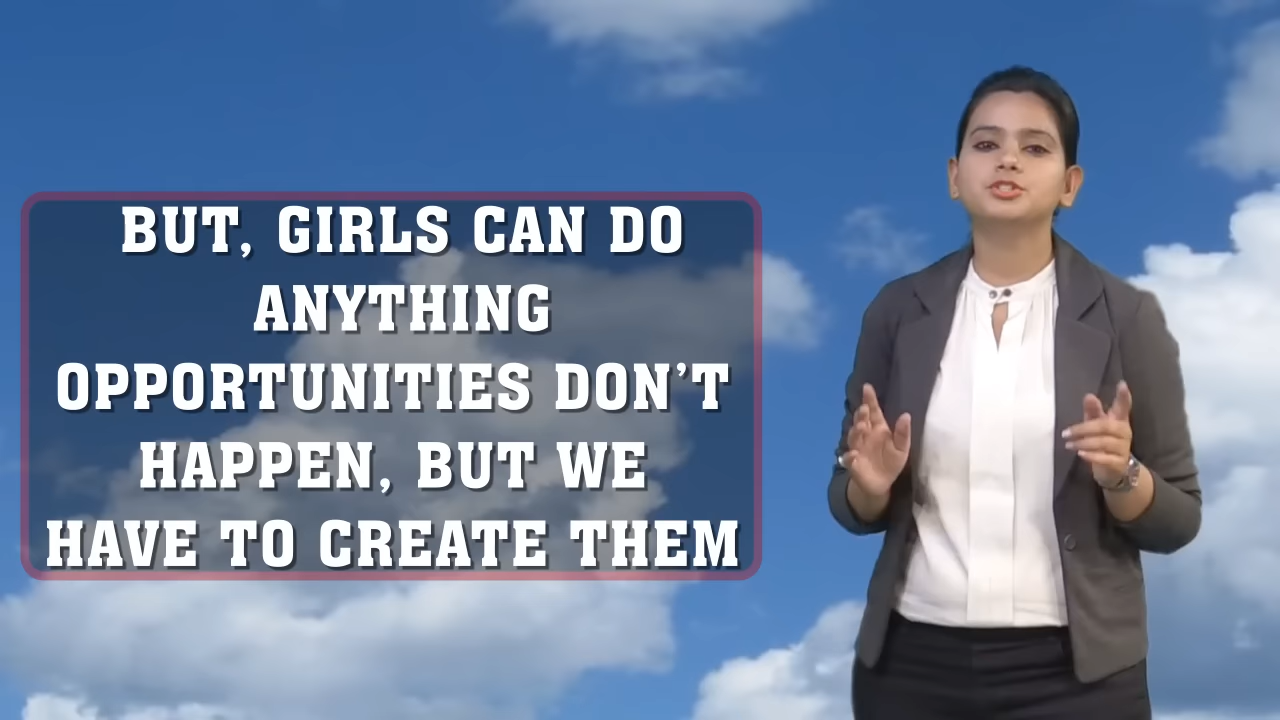 BUT, GIRLS CAN DO
ANYTHING
OPPORTUNITIES DON'T
HAPPEN, BUT WE
HAVE TO CREATE THEM